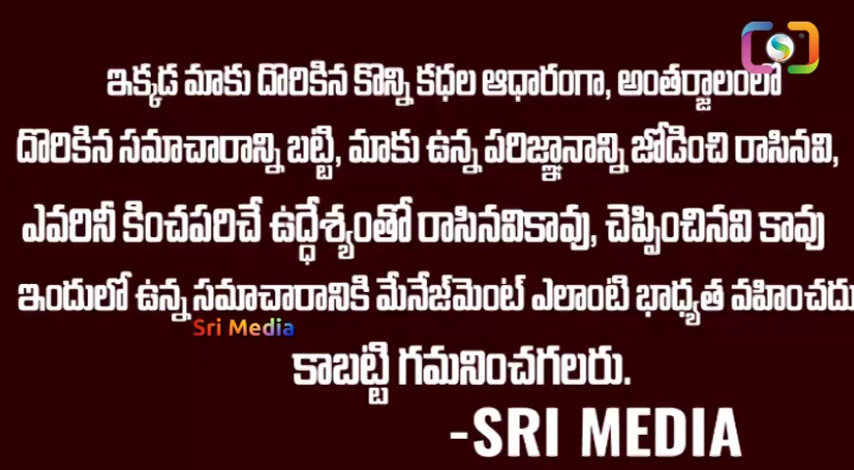 ఇక్కడ మాకు దొరికిన కొన్ని కధల ఆధారంగా, అంతర్జాలంలో
దొరికిన సమాచారాన్ని బట్టి, మాకు ఉన్న పరిజ్ఞానాన్ని జోడించి రాసినవి,
ఎవరినీ కించపరిచే ఉద్ధేశ్యంతో రాసినవికావు, చెప్పించినవి కావు
ఇందులో ఉన్న సమాచారానికి మేనేజ్‌మెంట్ ఎలాంటి భాధ్యత వహించదు
Sri Media
కాబట్టి గమనించగలరు.
-SRI MEDIA